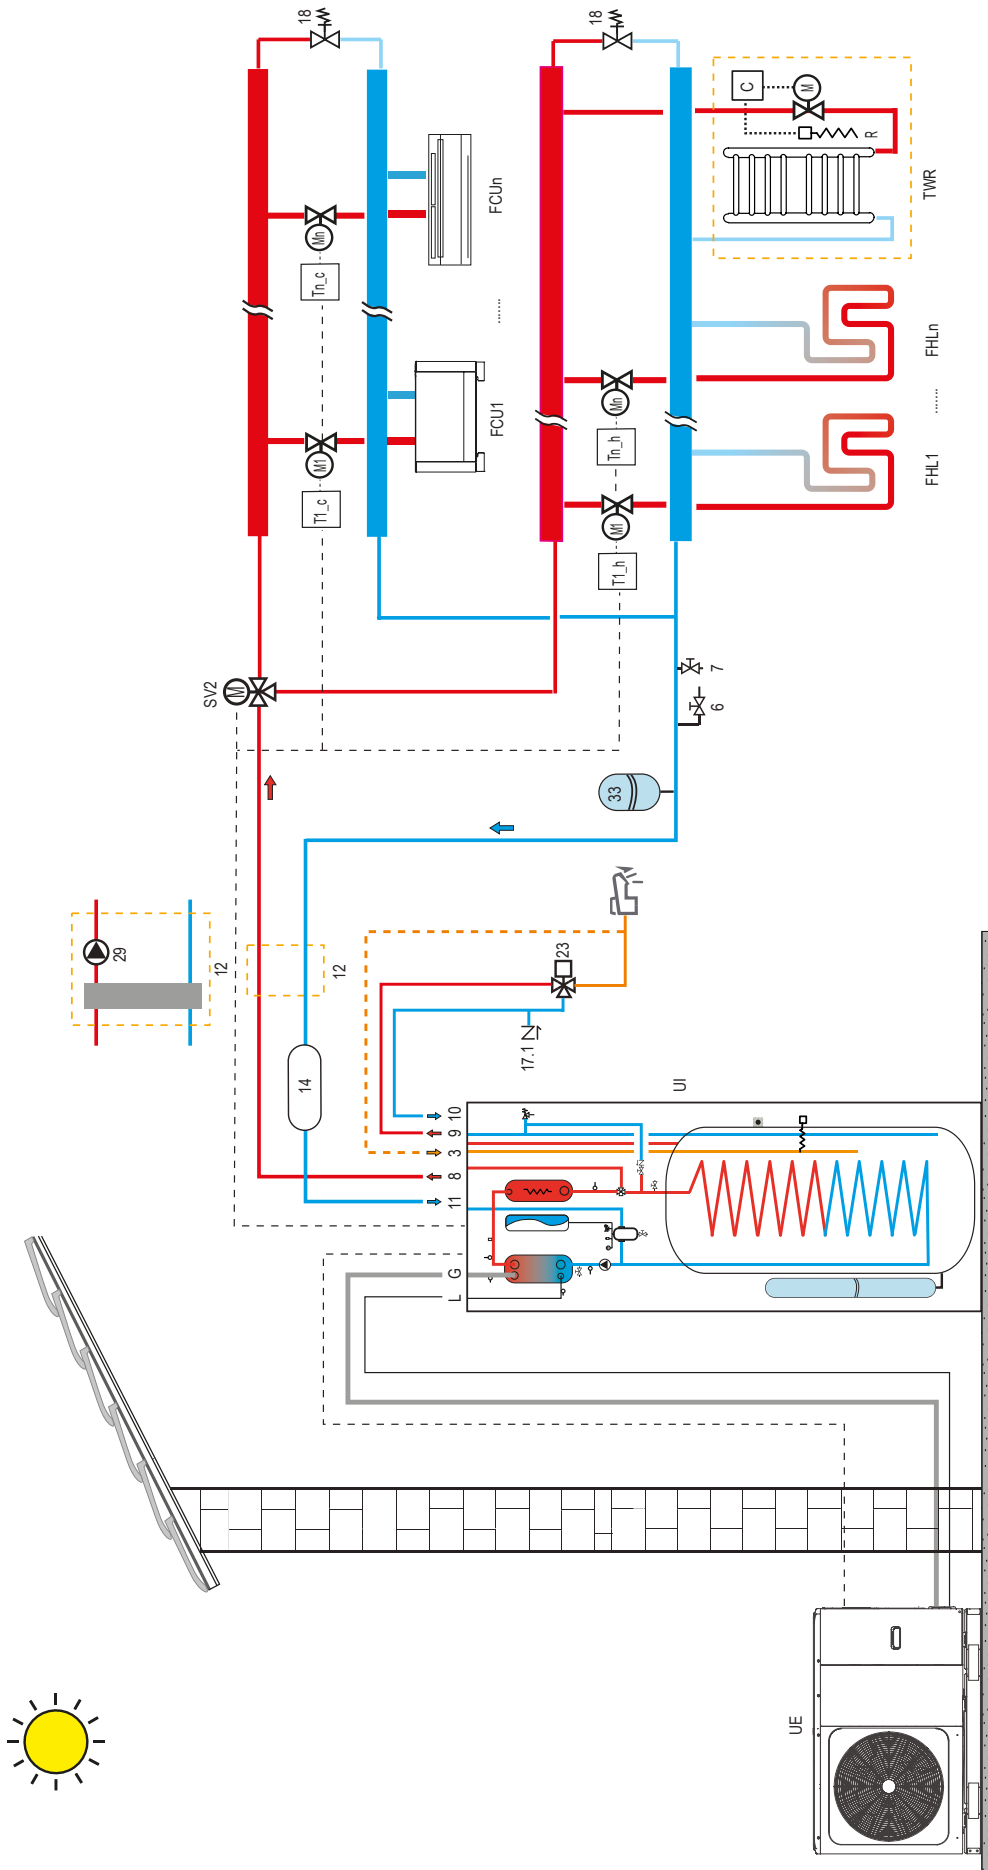 29
12
12
SV2
M
18
T1_c
M1
Tn_c
Mn
FCU1
........
FCUn
18
T1_h
M1
Tn_h
Mn
C
M
R
TWR
FHL1
........
FHLn
14
33
6
7
23
17.1
L
G
11
8
3
9
10
UI
UE